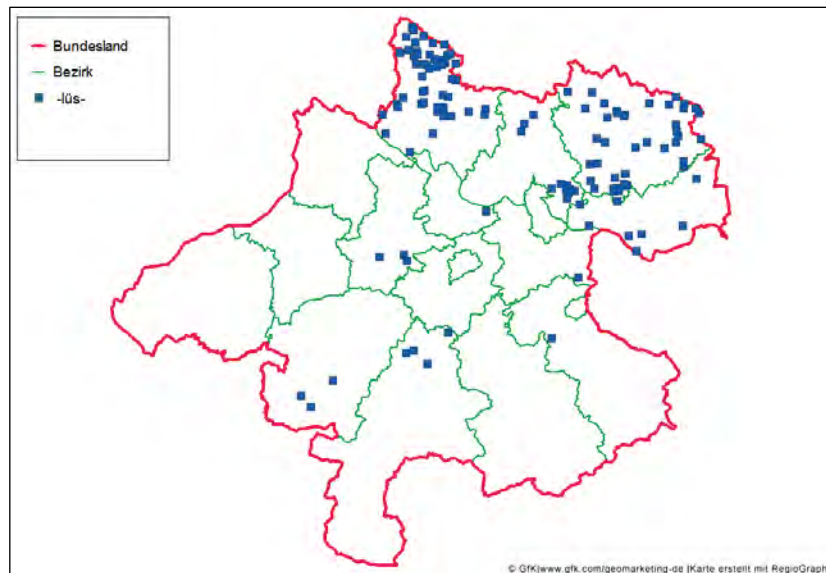 Bundesland
Bezirk
-lüs-
© GfK|www.gfk.com/geomarketing-de |Karte erstellt mit RegioGraph